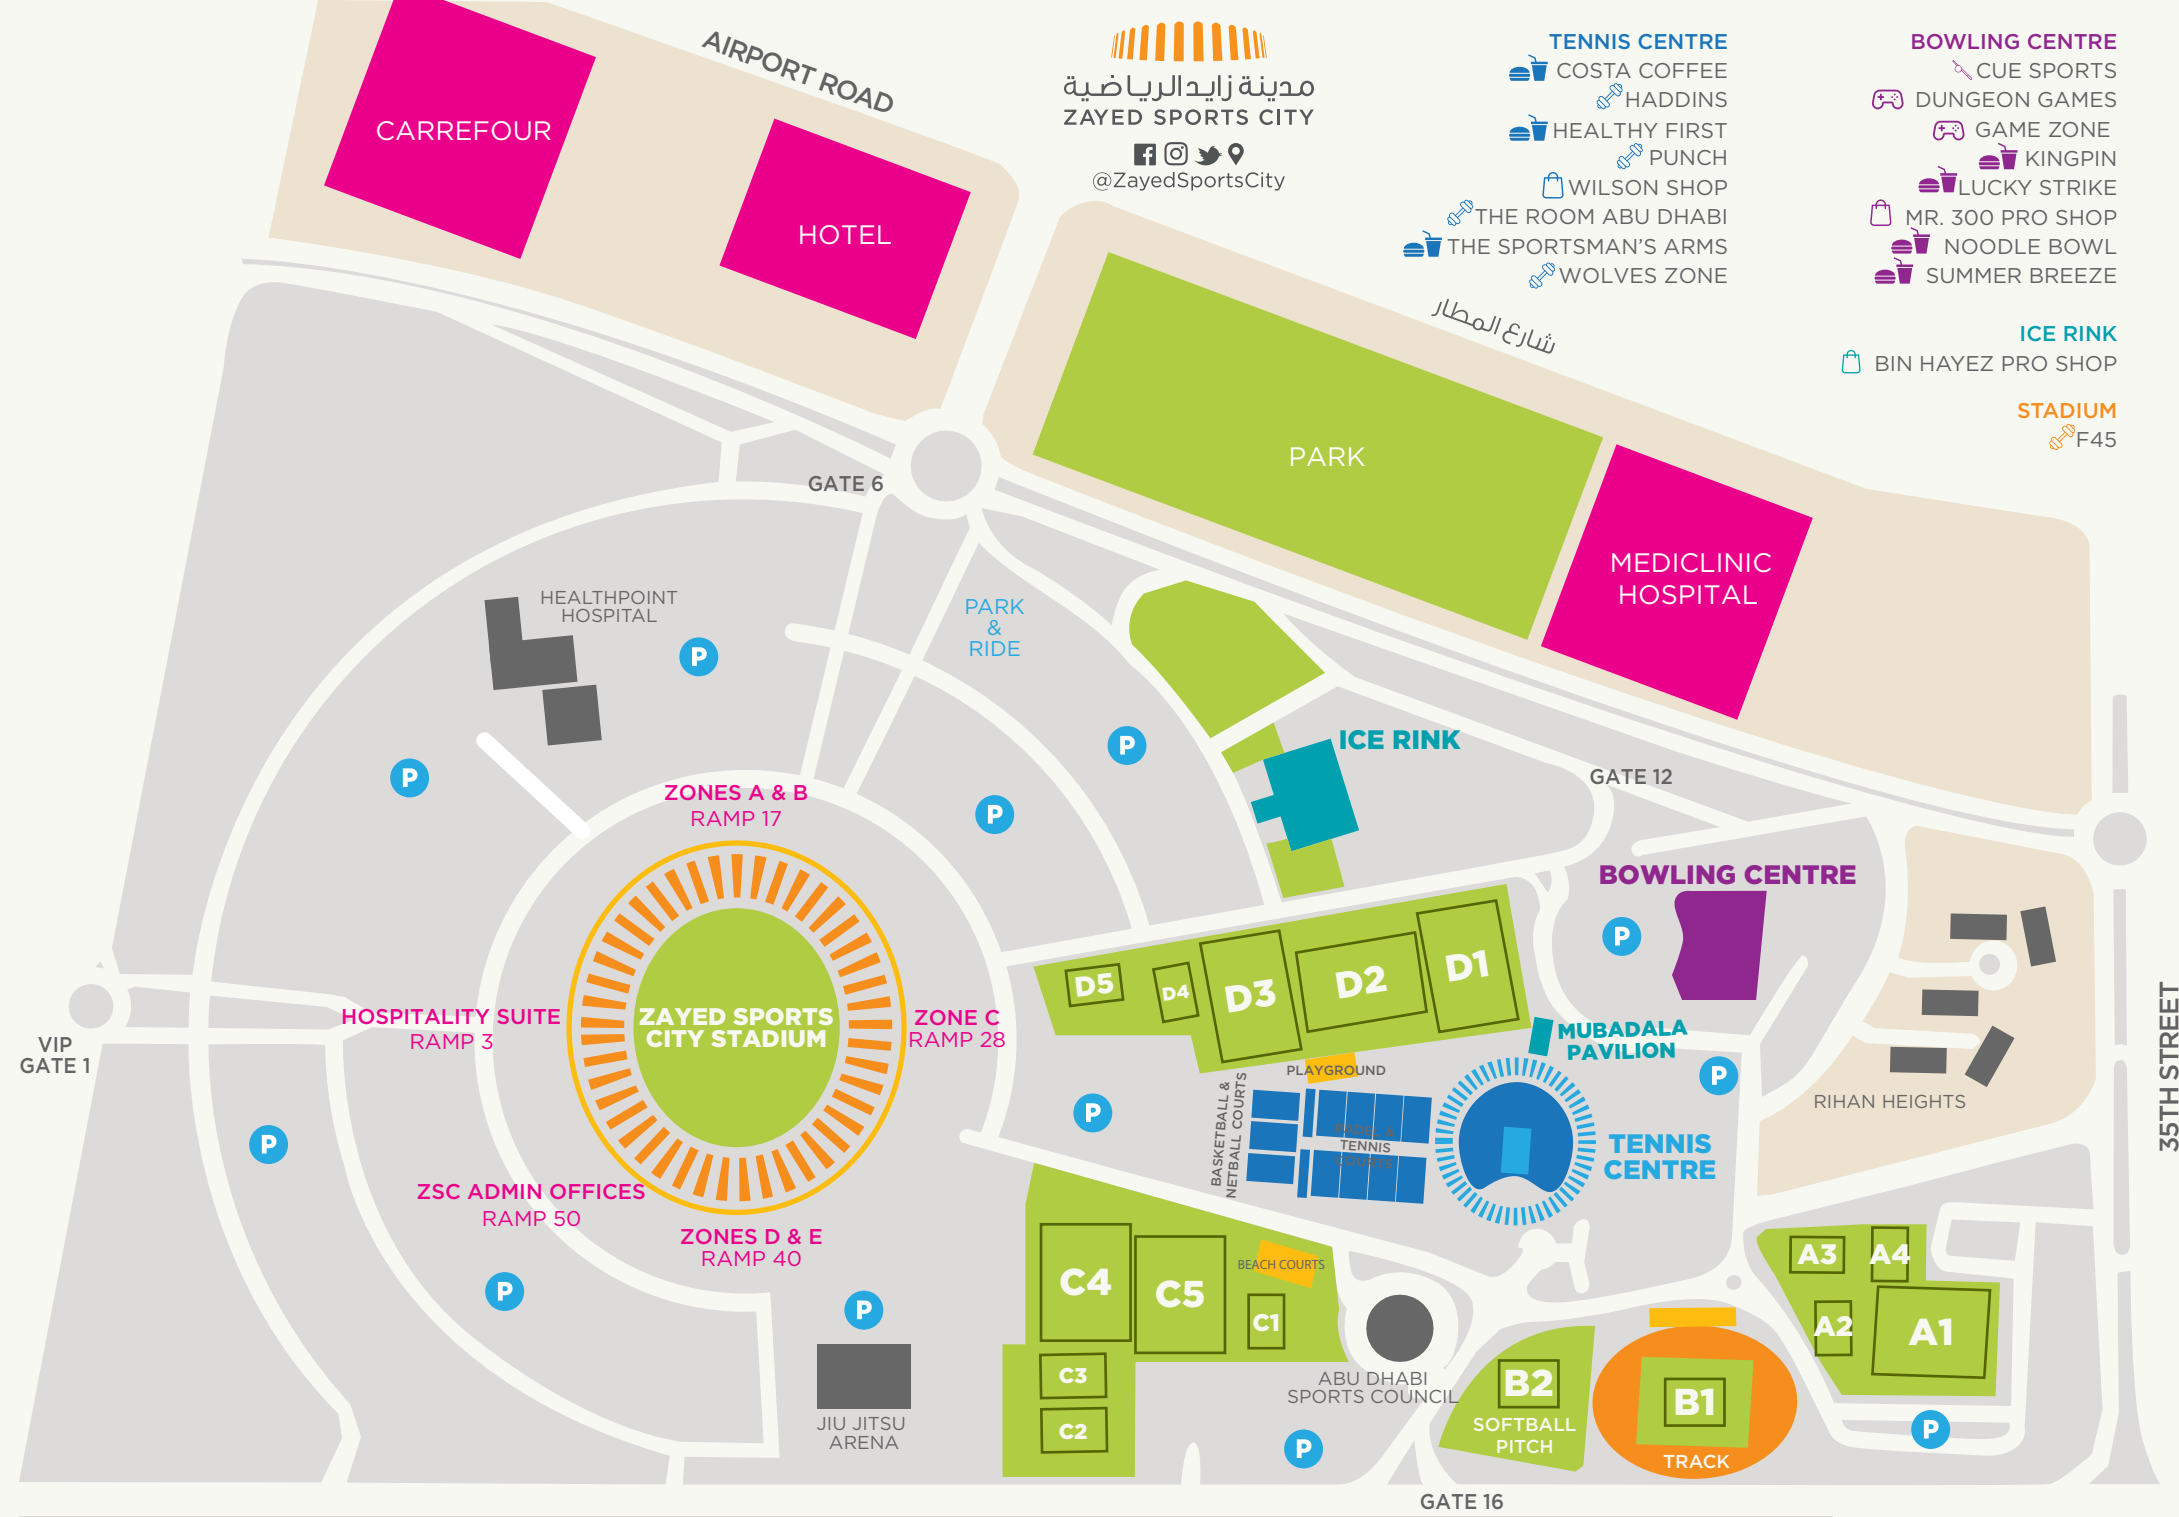 CARREFOUR
AIRPORT ROAD
HOTEL
مدينة زايد الرياضية
ZAYED SPORTS CITY
@ZayedSportsCity
TENNIS CENTRE
COSTA COFFEE
HADDINS
HEALTHY FIRST
PUNCH
WILSON SHOP
THE ROOM ABU DHABI
THE SPORTSMAN'S ARMS
WOLVES ZONE
BOWLING CENTRE
CUE SPORTS
DUNGEON GAMES
GAME ZONE
KINGPIN
LUCKY STRIKE
MR. 300 PRO SHOP
NOODLE BOWL
SUMMER BREEZE
ICE RINK
BIN HAYEZ PRO SHOP
STADIUM
F45
شارع المطار
PARK
MEDICLINIC
HOSPITAL
GATE 6
HEALTHPOINT
HOSPITAL
P
PARK
&
RIDE
P
P
P
ICE RINK
GATE 12
ZONES A & B
RAMP 17
BOWLING CENTRE
P
D5
D4
D3
D2
D1
HOSPITALITY SUITE
RAMP 3
ZAYED SPORTS
CITY STADIUM
ZONE C
RAMP 28
VIP
GATE 1
MUBADALA
PAVILION
P
PLAYGROUND
BASKETBALL &
NETBALL COURTS
PADEL &
TENNIS
COURTS
P
P
TENNIS
CENTRE
RIHAN HEIGHTS
35TH STREET
ZSC ADMIN OFFICES
RAMP 50
ZONES D & E
RAMP 40
P
P
JIU JITSU
ARENA
C4
C5
BEACH COURTS
C1
C3
C2
ABU DHABI
SPORTS COUNCIL
P
B2
SOFTBALL
PITCH
B1
TRACK
A3
A4
A2
A1
P
GATE 16